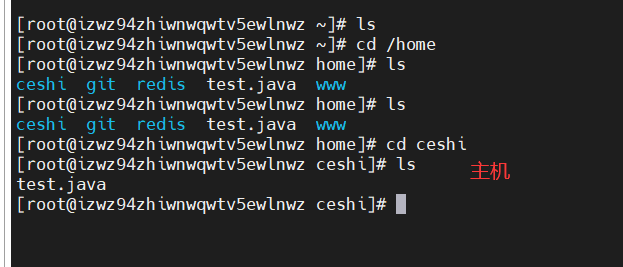 [root@izwz94zhiwnwqwtv5ewlnwz ~]# ls
[root@izwz94zhiwnwqwtv5ewlnwz ~]# cd /home
[root@izwz94zhiwnwqwtv5ewlnwz home]# ls
ceshi  git  redis  test.java  www
[root@izwz94zhiwnwqwtv5ewlnwz home]# ls
ceshi  git  redis  test.java  www
[root@izwz94zhiwnwqwtv5ewlnwz home]# cd ceshi
[root@izwz94zhiwnwqwtv5ewlnwz ceshi]# ls
主机
test.java
[root@izwz94zhiwnwqwtv5ewlnwz ceshi]#